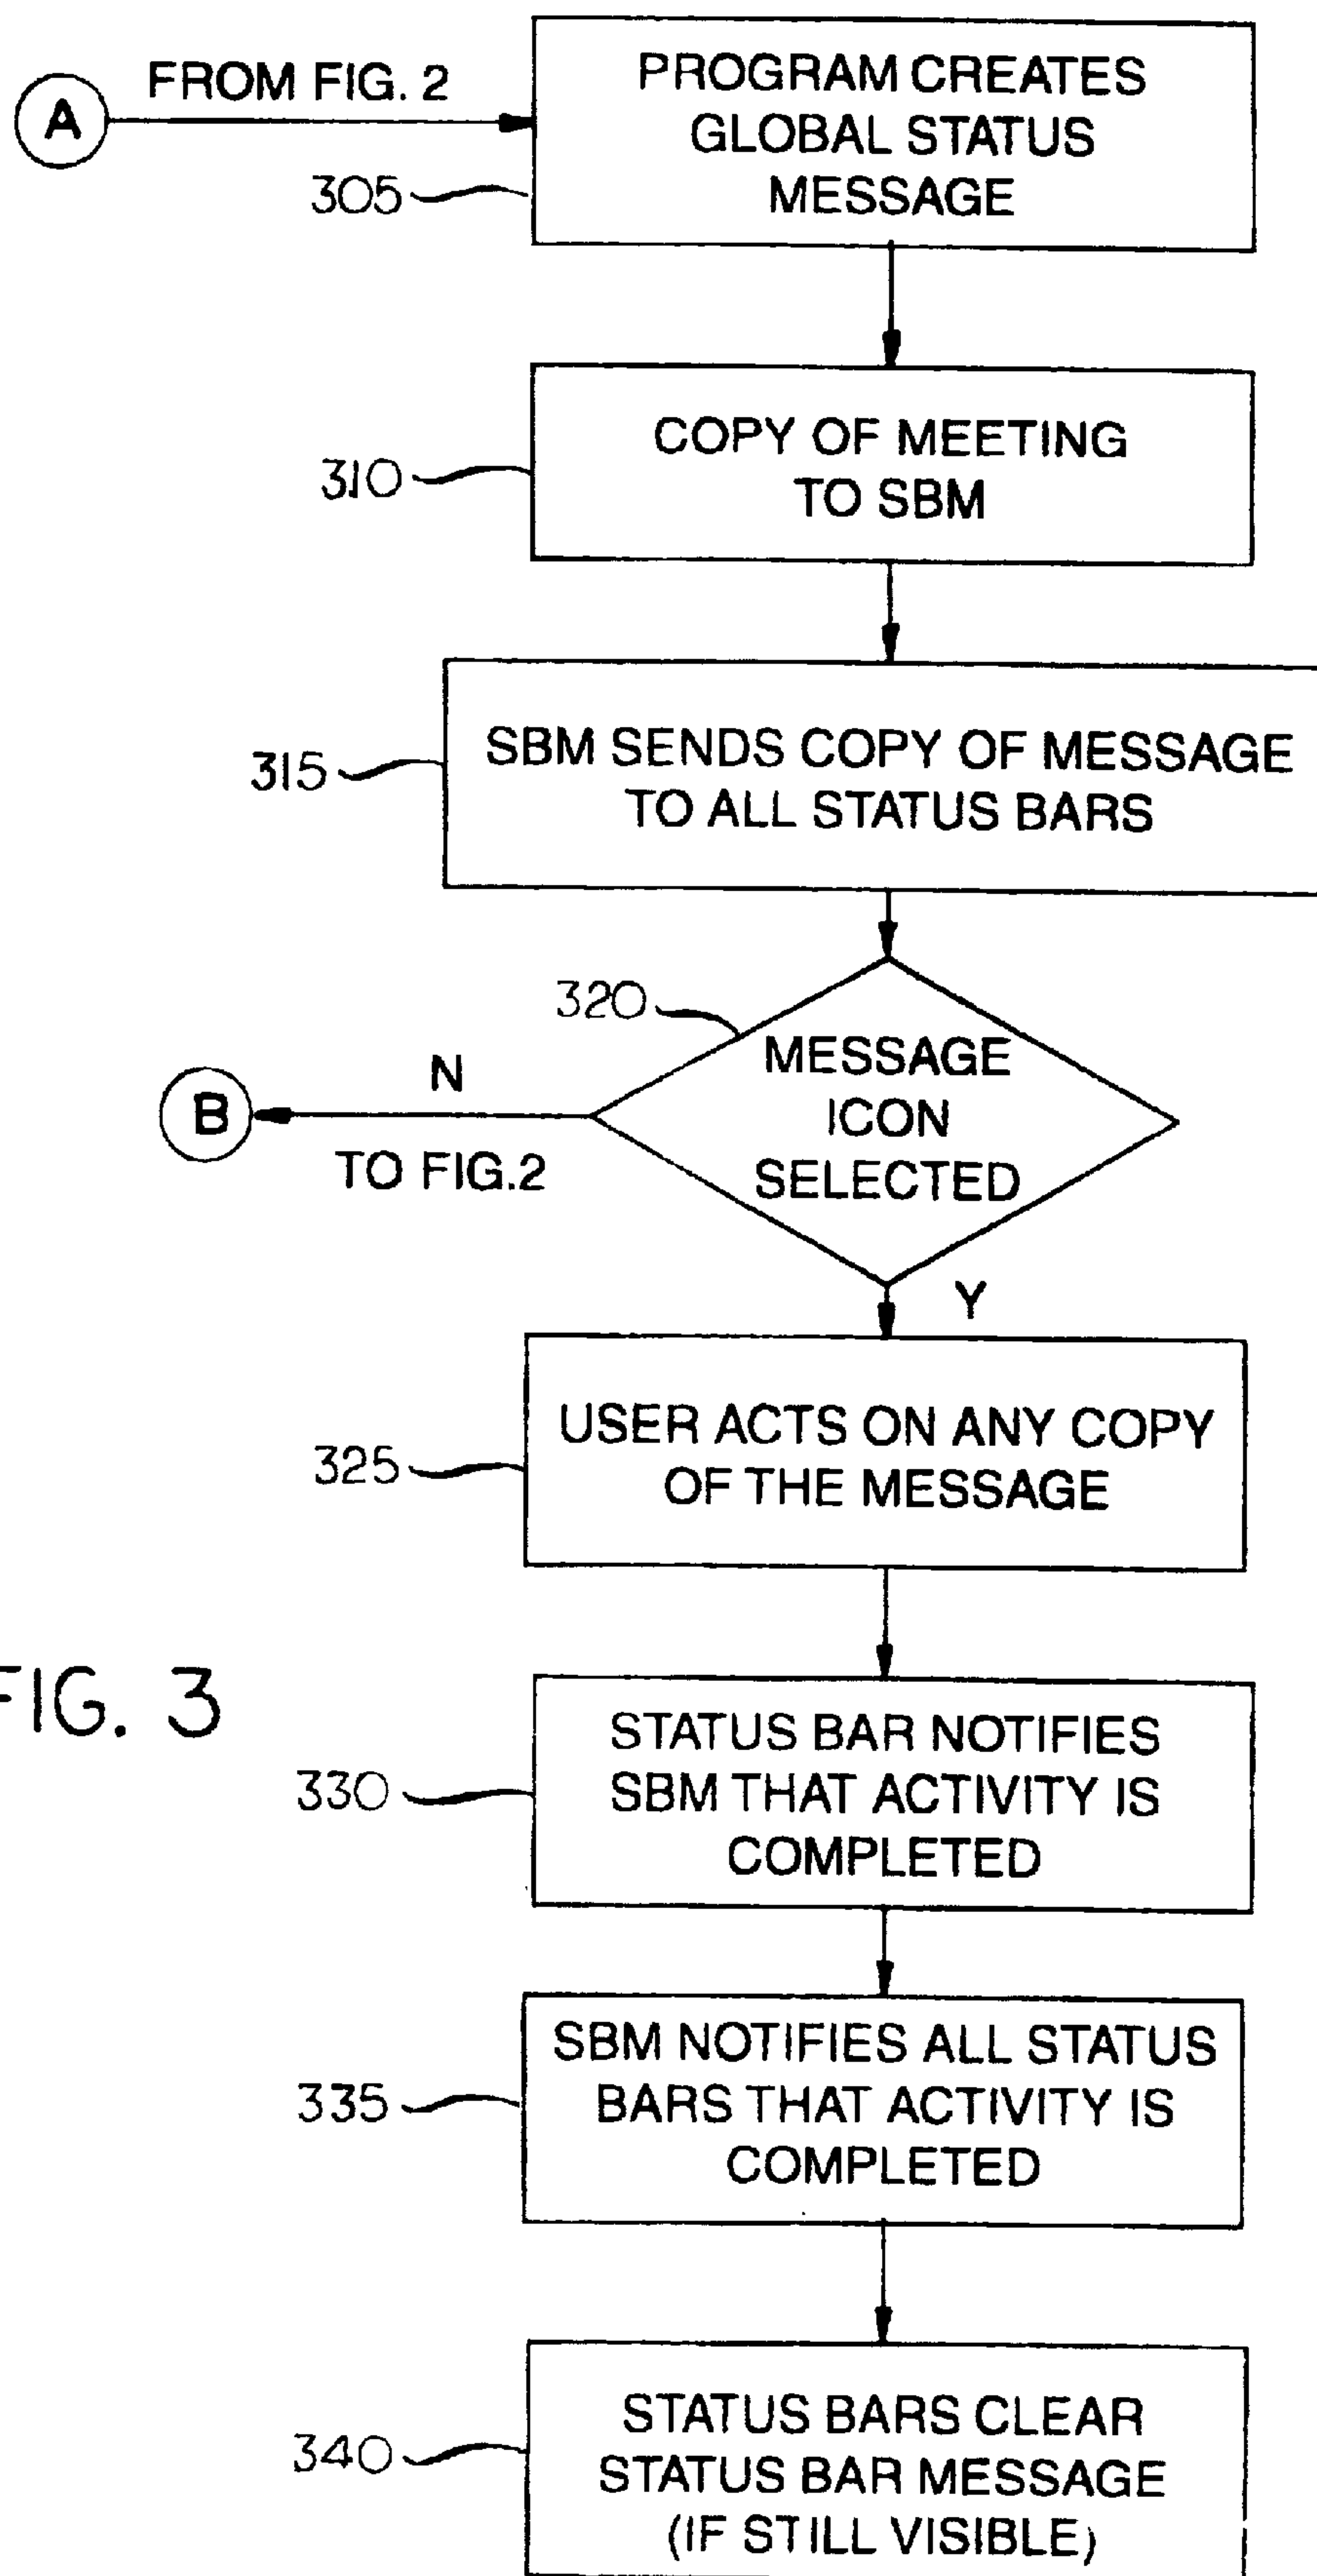 A
FROM FIG. 2
PROGRAM CREATES
GLOBAL STATUS
MESSAGE
305
COPY OF MEETING
TO SBM
310
SBM SENDS COPY OF MESSAGE
TO ALL STATUS BARS
315
320
MESSAGE
ICON
SELECTED
N
B
TO FIG.2
Y
USER ACTS ON ANY COPY
OF THE MESSAGE
325
FIG. 3
STATUS BAR NOTIFIES
SBM THAT ACTIVITY IS
COMPLETED
330
SBM NOTIFIES ALL STATUS
BARS THAT ACTIVITY IS
COMPLETED
335
STATUS BARS CLEAR
STATUS BAR MESSAGE
(IF STILL VISIBLE)
340